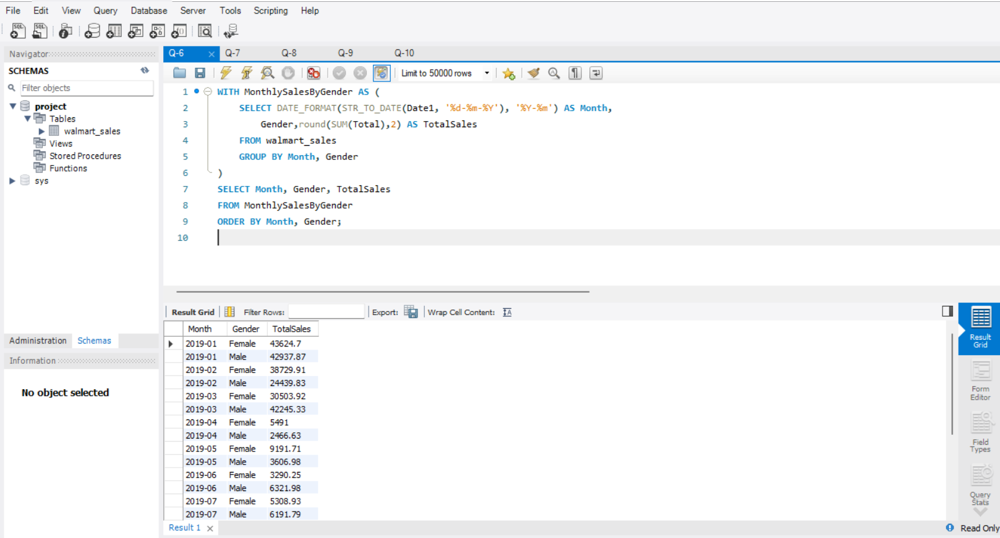 File Edit View Query Database Server Tools Scripting Help
SQL SQL i f()
Navigator
SCHEMAS
Filter objects
project
Tables
walmart_sales
Views
Stored Procedures
Functions
sys
Administration Schemas
Information
No object selected
Q-6 × Q-7 Q-8 Q-9 Q-10
Limit to 50000 rows
1 WITH MonthlySalesByGender AS (
2 SELECT DATE_FORMAT(STR_TO_DATE(Date1, '%d-%m-%Y'), '%Y-%m') AS Month,
3 Gender,round(SUM(Total),2) AS TotalSales
4 FROM walmart_sales
5 GROUP BY Month, Gender
6 )
7 SELECT Month, Gender, TotalSales
8 FROM MonthlySalesByGender
9 ORDER BY Month, Gender;
10
Result Grid Filter Rows: Export: Wrap Cell Content:
Month Gender TotalSales
2019-01 Female 43624.7
2019-01 Male 42937.87
2019-02 Female 38729.91
2019-02 Male 24439.83
2019-03 Female 30503.92
2019-03 Male 42245.33
2019-04 Female 5491
2019-04 Male 2466.63
2019-05 Female 9191.71
2019-05 Male 3606.98
2019-06 Female 3290.25
2019-06 Male 6321.98
2019-07 Female 5308.93
2019-07 Male 6191.79
Result
Grid
Form
Editor
Field
Types
Query
Stats
Result 1 ×
Read Only